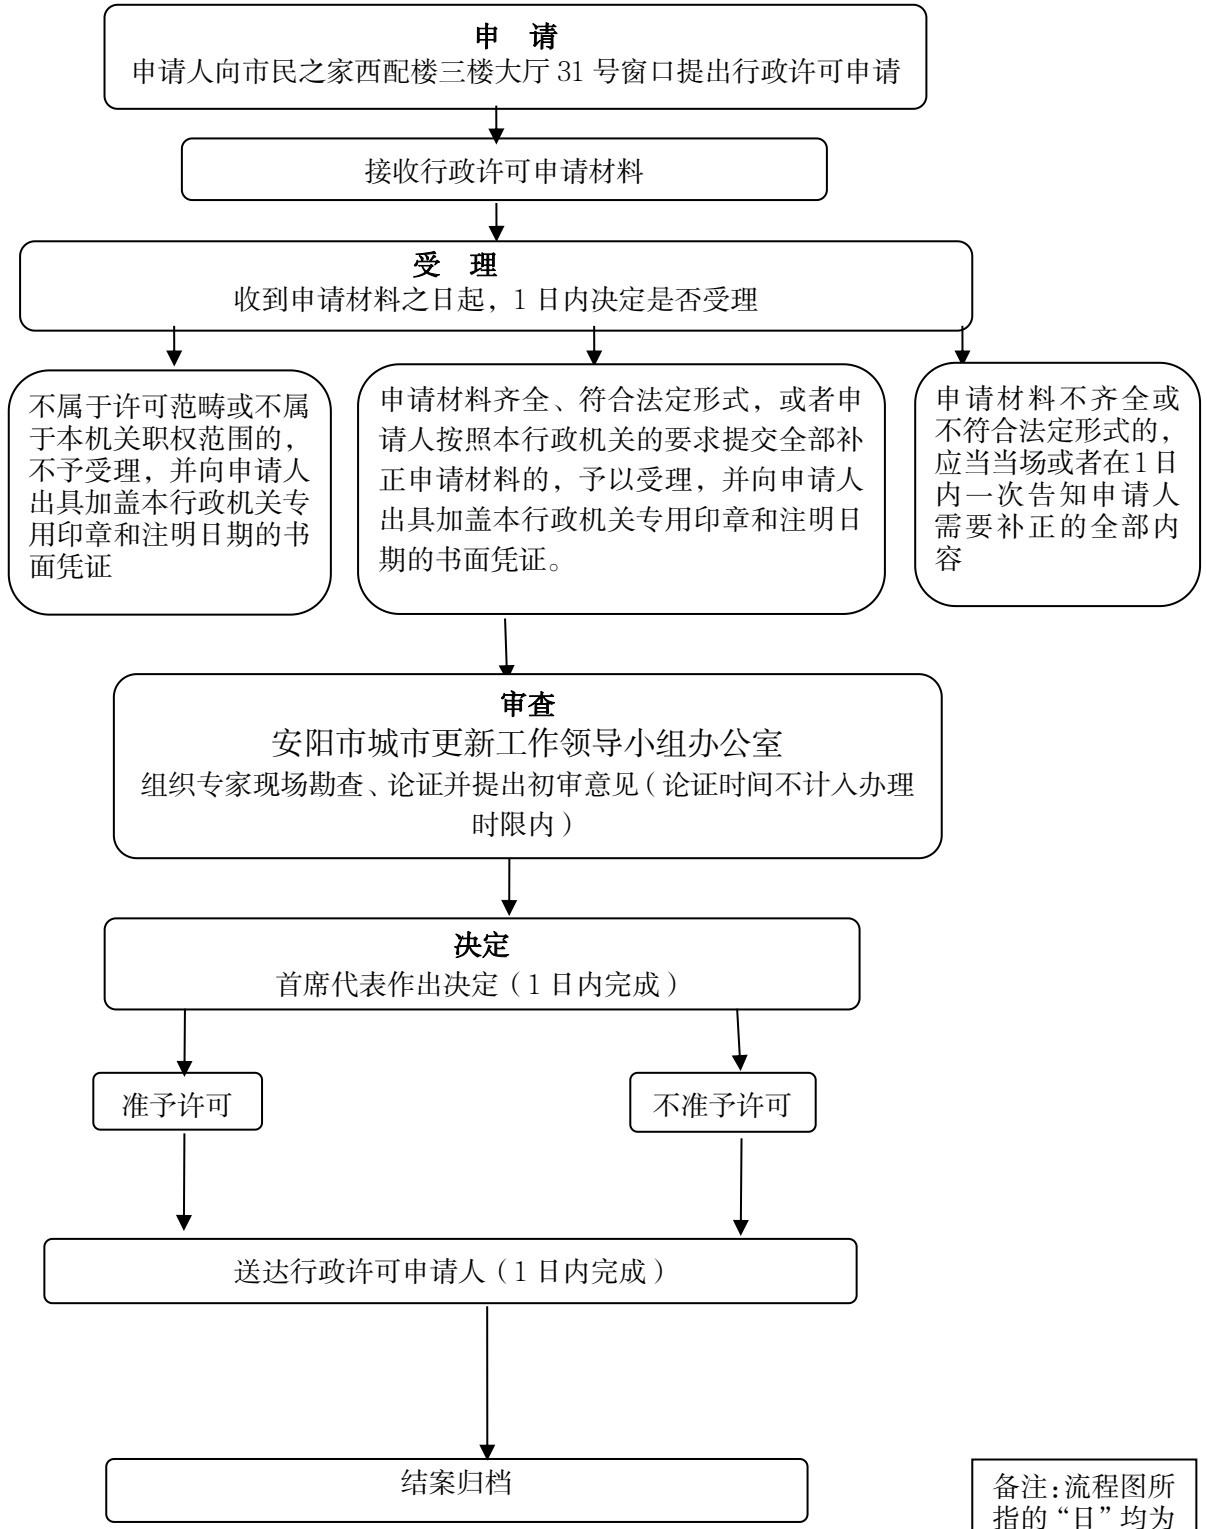 申 请
申请人向市民之家西配楼三楼大厅 31 号窗口提出行政许可申请
接收行政许可申请材料
受 理
收到申请材料之日起，1 日内决定是否受理
不属于许可范畴或不属
于本机关职权范围的，
不予受理，并向申请人
出具加盖本行政机关专
用印章和注明日期的书
面凭证
申请材料齐全、符合法定形式，或者申
请人按照本行政机关的要求提交全部补
正申请材料的，予以受理，并向申请人
出具加盖本行政机关专用印章和注明日
期的书面凭证。
申请材料不齐全或
不符合法定形式的，
应当当场或者在1日
内一次告知申请人
需要补正的全部内
容
审查
安阳市城市更新工作领导小组办公室
组织专家现场勘查、论证并提出初审意见（论证时间不计入办理
时限内）
决定
首席代表作出决定（1 日内完成）
准予许可
不准予许可
送达行政许可申请人（1 日内完成）
结案归档
备注:流程图所
指的“日”均为